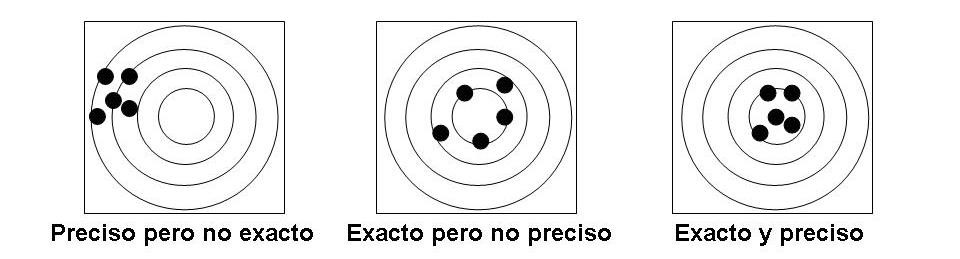 Preciso pero no exacto
Exacto pero no preciso
Exacto y preciso